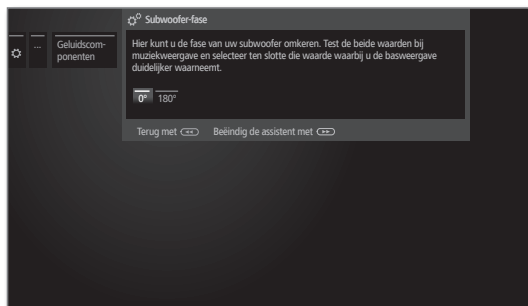 Subwoofer-fase
...
Geluidscom-
ponenten
Hier kunt u de fase van uw subwoofer omkeren. Test de beide waarden bij
muziekweergave en selecteer ten slotte die waarde waarbij u de basweergave
duidelijker waarneemt.
0° 180°
Terug met Beëindig de assistent met